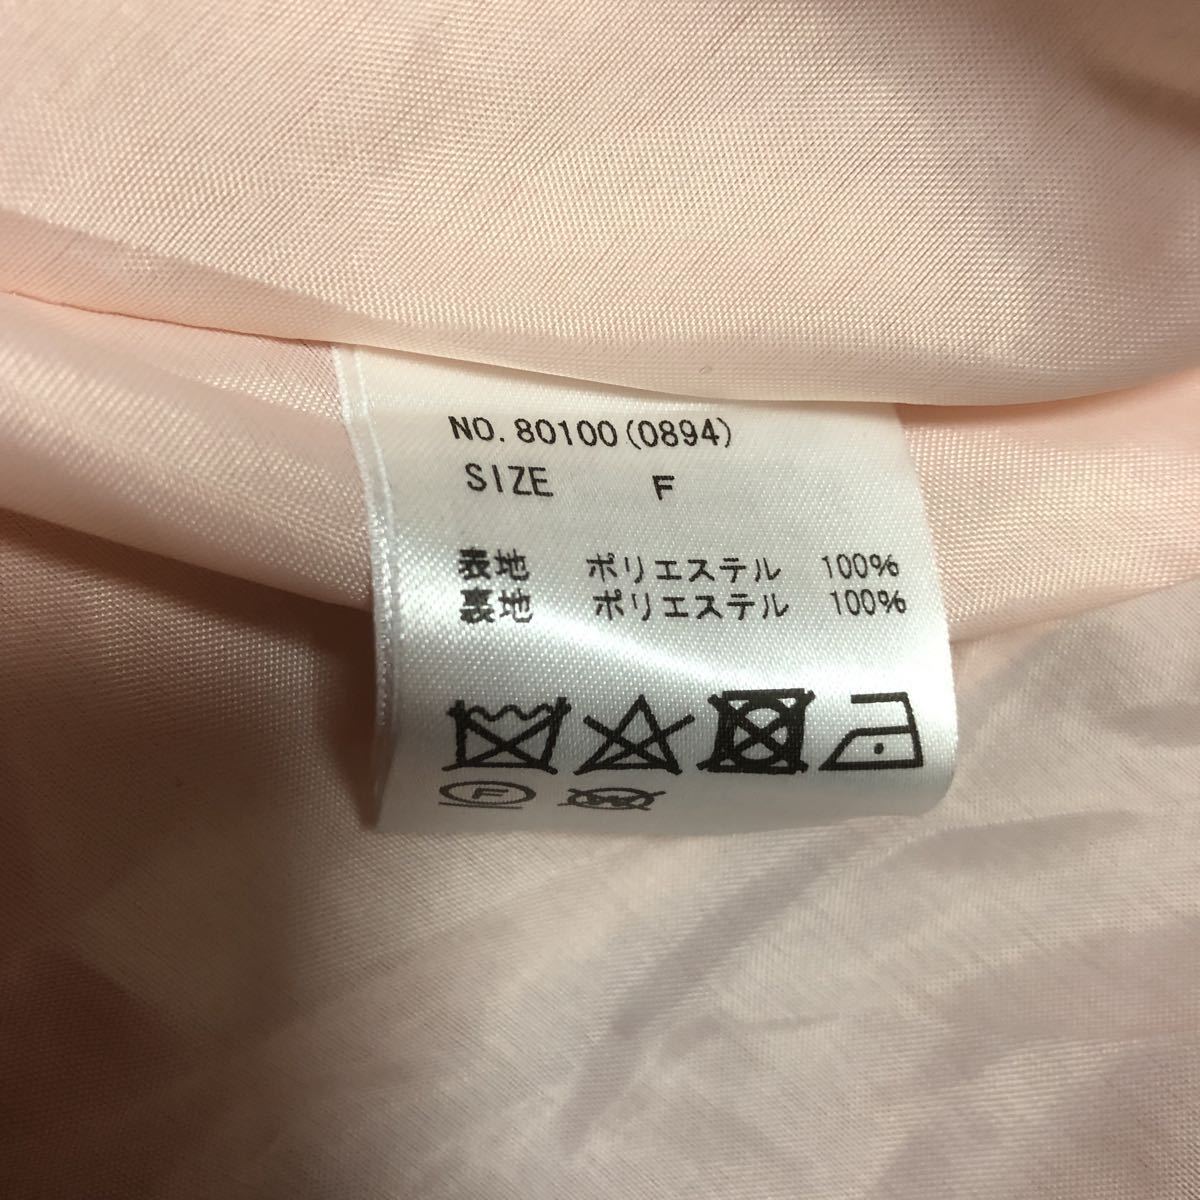 NO. 80100(0894)
SIZE F
表地 ポリエステル 100%
裏地 ポリエステル 100%
F
W